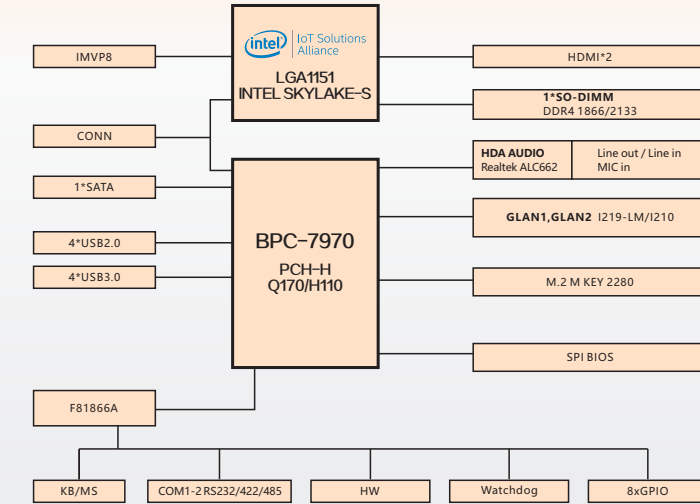 intel
IoT Solutions
Alliance
LGA1151
INTEL SKYLAKE-S
IMVP8
HDMI*2
1*SO-DIMM
DDR4 1866/2133
CONN
HDA AUDIO
Realtek ALC662
Line out / Line in
MIC in
1*SATA
GLAN1,GLAN2 I219-LM/I210
4*USB2.0
BPC-7970
PCH-H
Q170/H110
4*USB3.0
M.2 M KEY 2280
SPI BIOS
F81866A
KB/MS
COM1-2 RS232/422/485
HW
Watchdog
8xGPIO